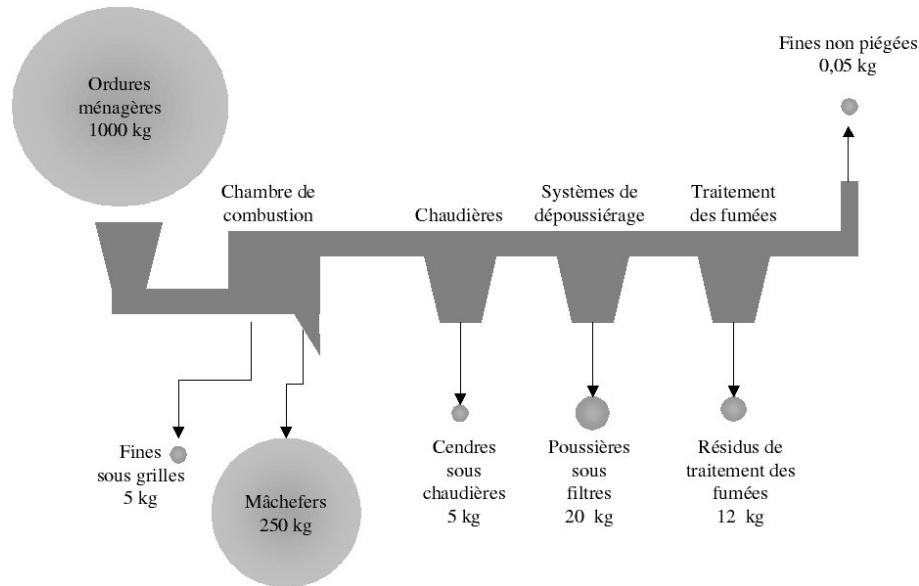 Ordures
ménagères
1000 kg
Fines non piégées
0,05 kg
Chambre de
combustion
Chaudières
Systèmes de
dépoussiérage
Traitement
des fumées
Fines
sous grilles
5 kg
Mâchefers
250 kg
Cendres
sous
chaudières
5 kg
Poussières
sous
filtres
20 kg
Résidus de
traitement des
fumées
12 kg